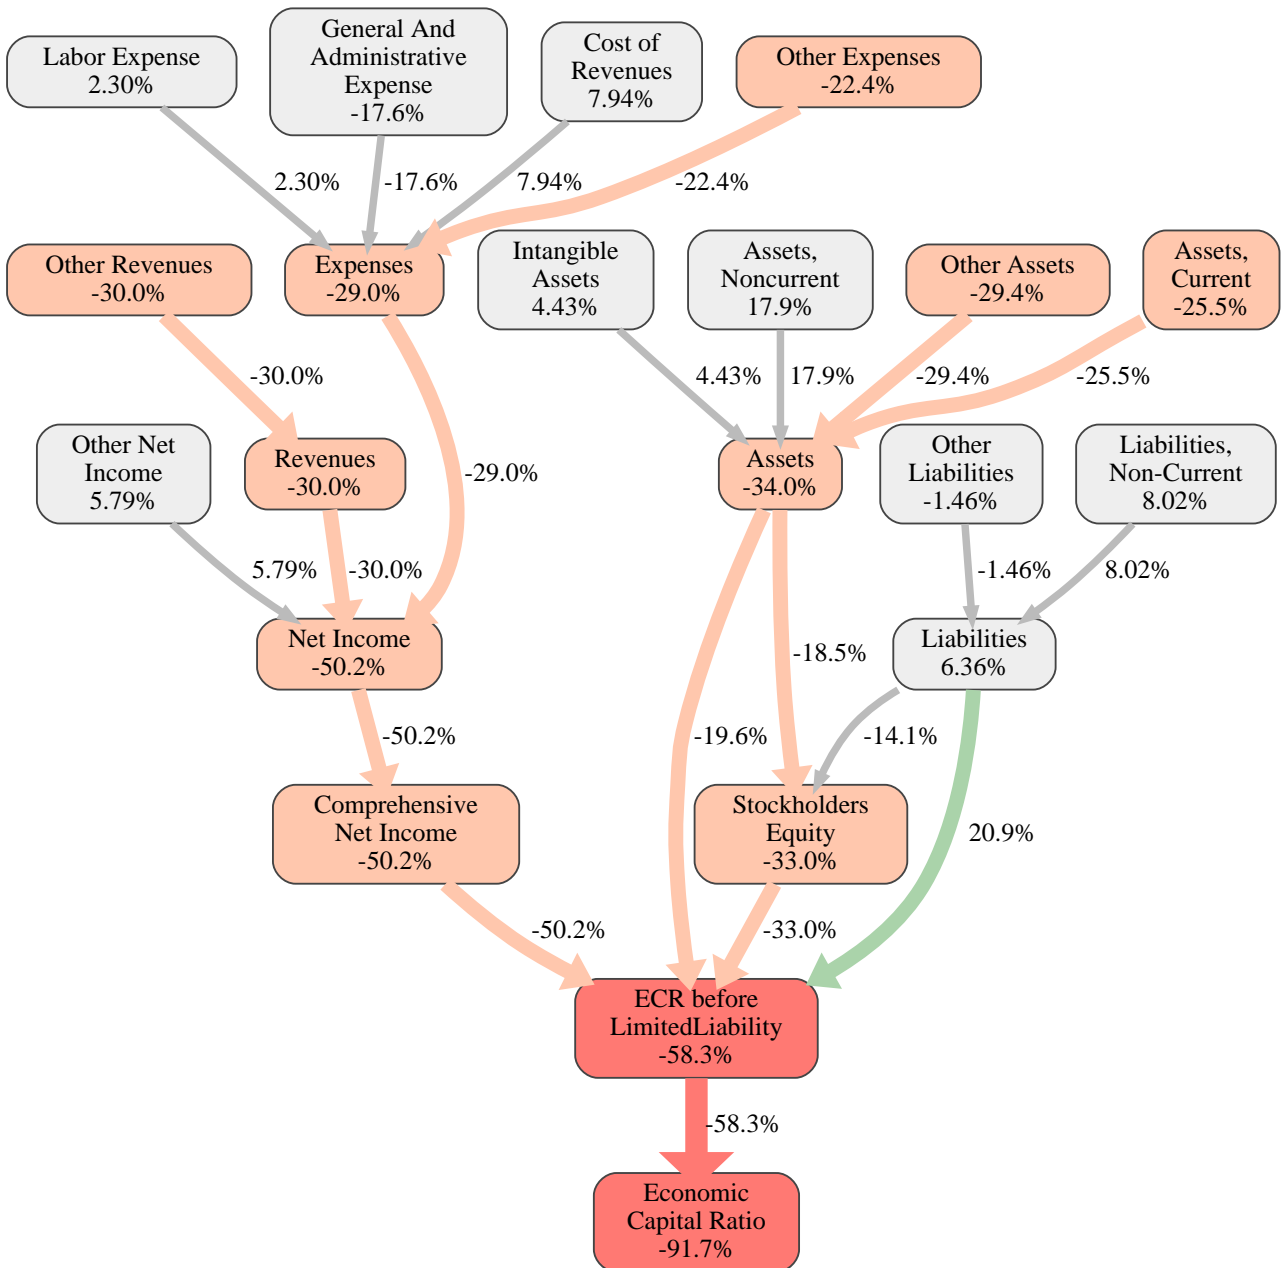 Labor Expense
2.30%
General And
Administrative
Expense
-17.6%
Cost of
Revenues
7.94%
Other Expenses
-22.4%
2.30%
-17.6%
7.94%
-22.4%
Other Revenues
-30.0%
Expenses
-29.0%
Intangible
Assets
4.43%
Assets,
Noncurrent
17.9%
Other Assets
-29.4%
Assets,
Current
-25.5%
-30.0%
4.43%
17.9%
-29.4%
-25.5%
Other Net
Income
5.79%
Revenues
-30.0%
-29.0%
Assets
-34.0%
Other
Liabilities
-1.46%
Liabilities,
Non-Current
8.02%
5.79%
-30.0%
-1.46%
8.02%
Net Income
-50.2%
-18.5%
Liabilities
6.36%
-50.2%
-19.6%
-14.1%
Comprehensive
Net Income
-50.2%
Stockholders
Equity
-33.0%
20.9%
-50.2%
-33.0%
ECR before
LimitedLiability
-58.3%
-58.3%
Economic
Capital Ratio
-91.7%